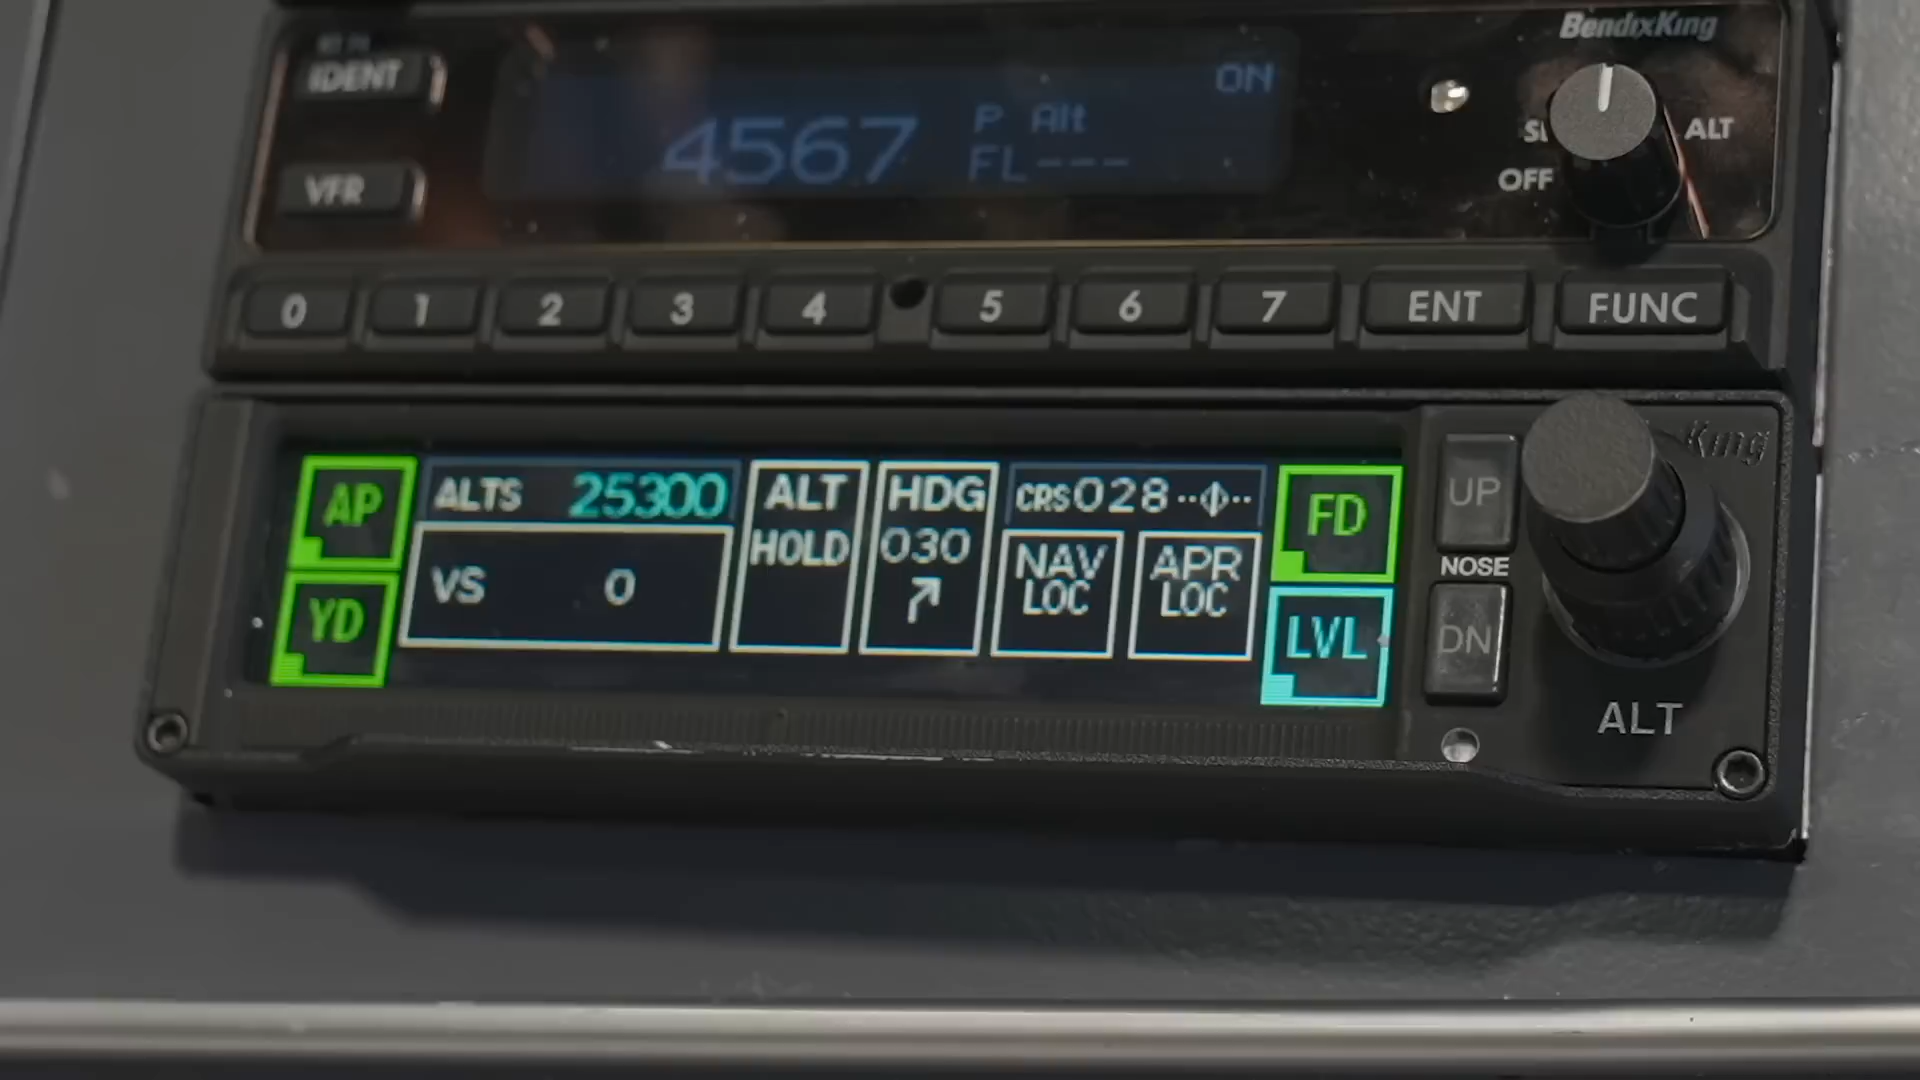 BendixKing
IDENT
ON
4567
P Alt
FL---
ALT
OFF
VFR
0 1 2 3 4 5 6 7 ENT FUNC
King
AP
ALTS 25300
ALT
HOLD
HDG
030
CRS 028
FD
UP
VS 0
NAV
LOC
APR
LOC
NOSE
YD
LVL
DN
ALT